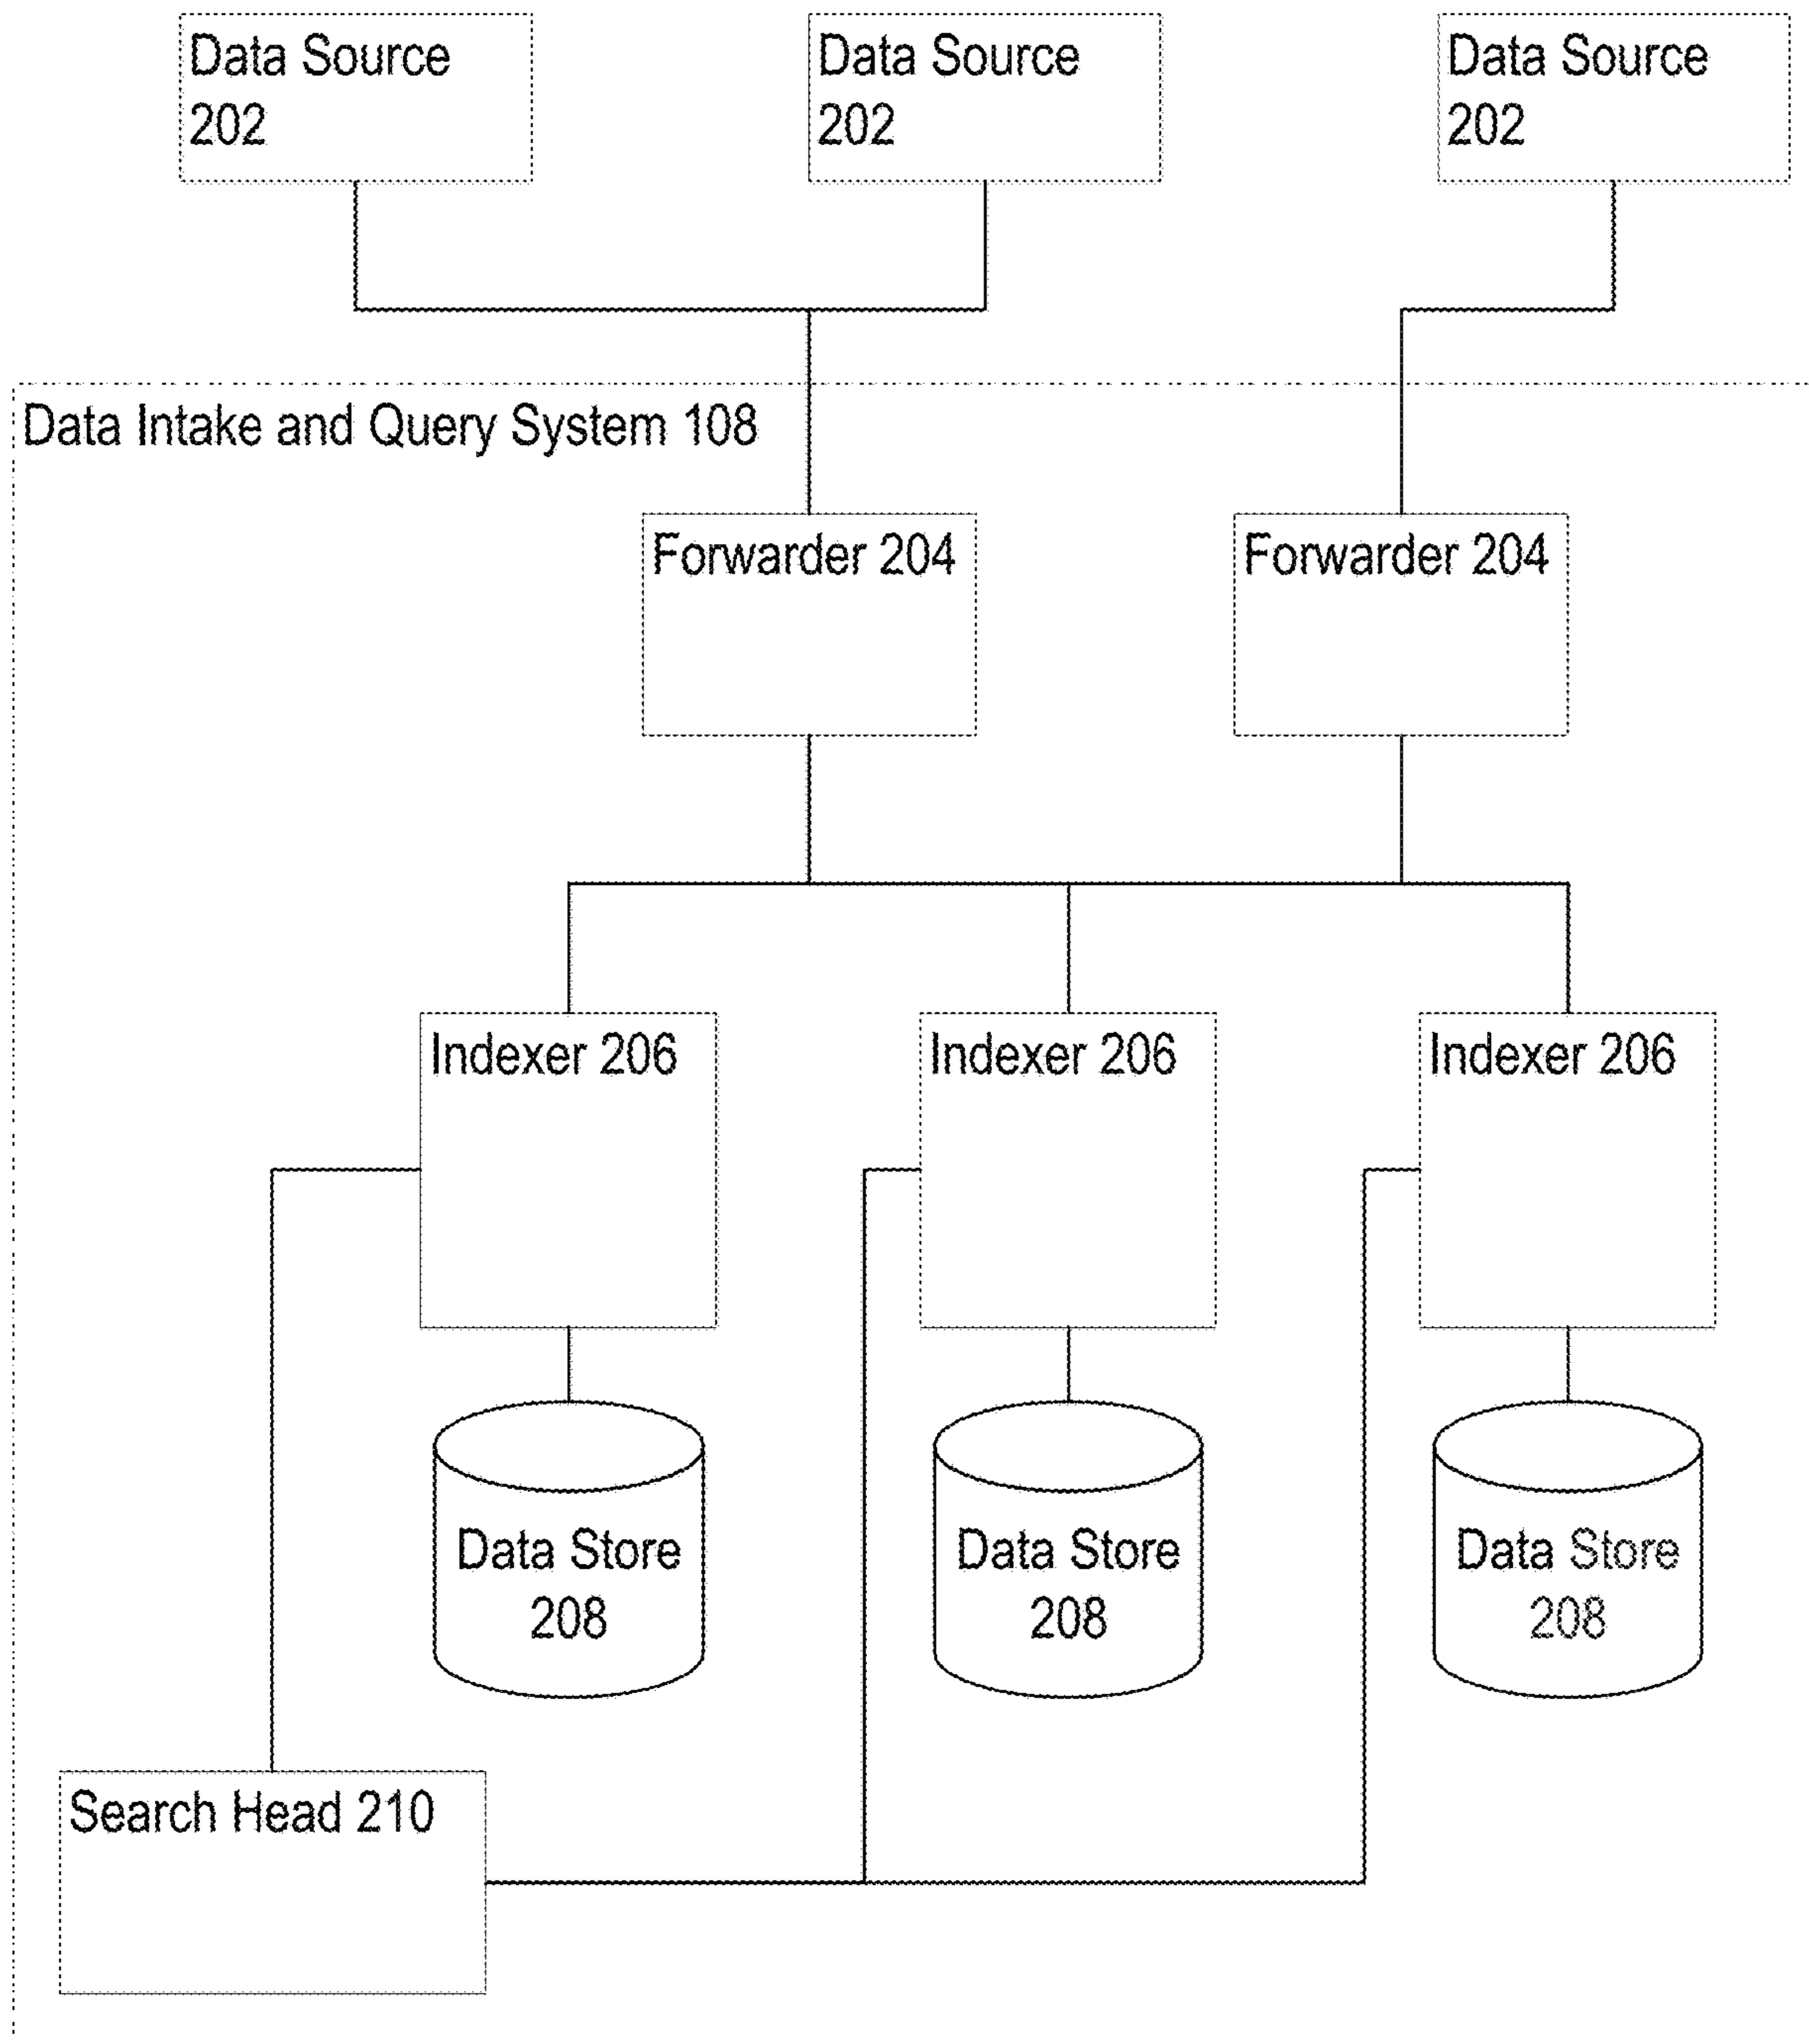 Data Source
202
Data Source
202
Data Source
202
Data Intake and Query System 108
Forwarder 204
Forwarder 204
Indexer 206
Indexer 206
Indexer 206
Data Store
208
Data Store
208
Data Store
208
Search Head 210